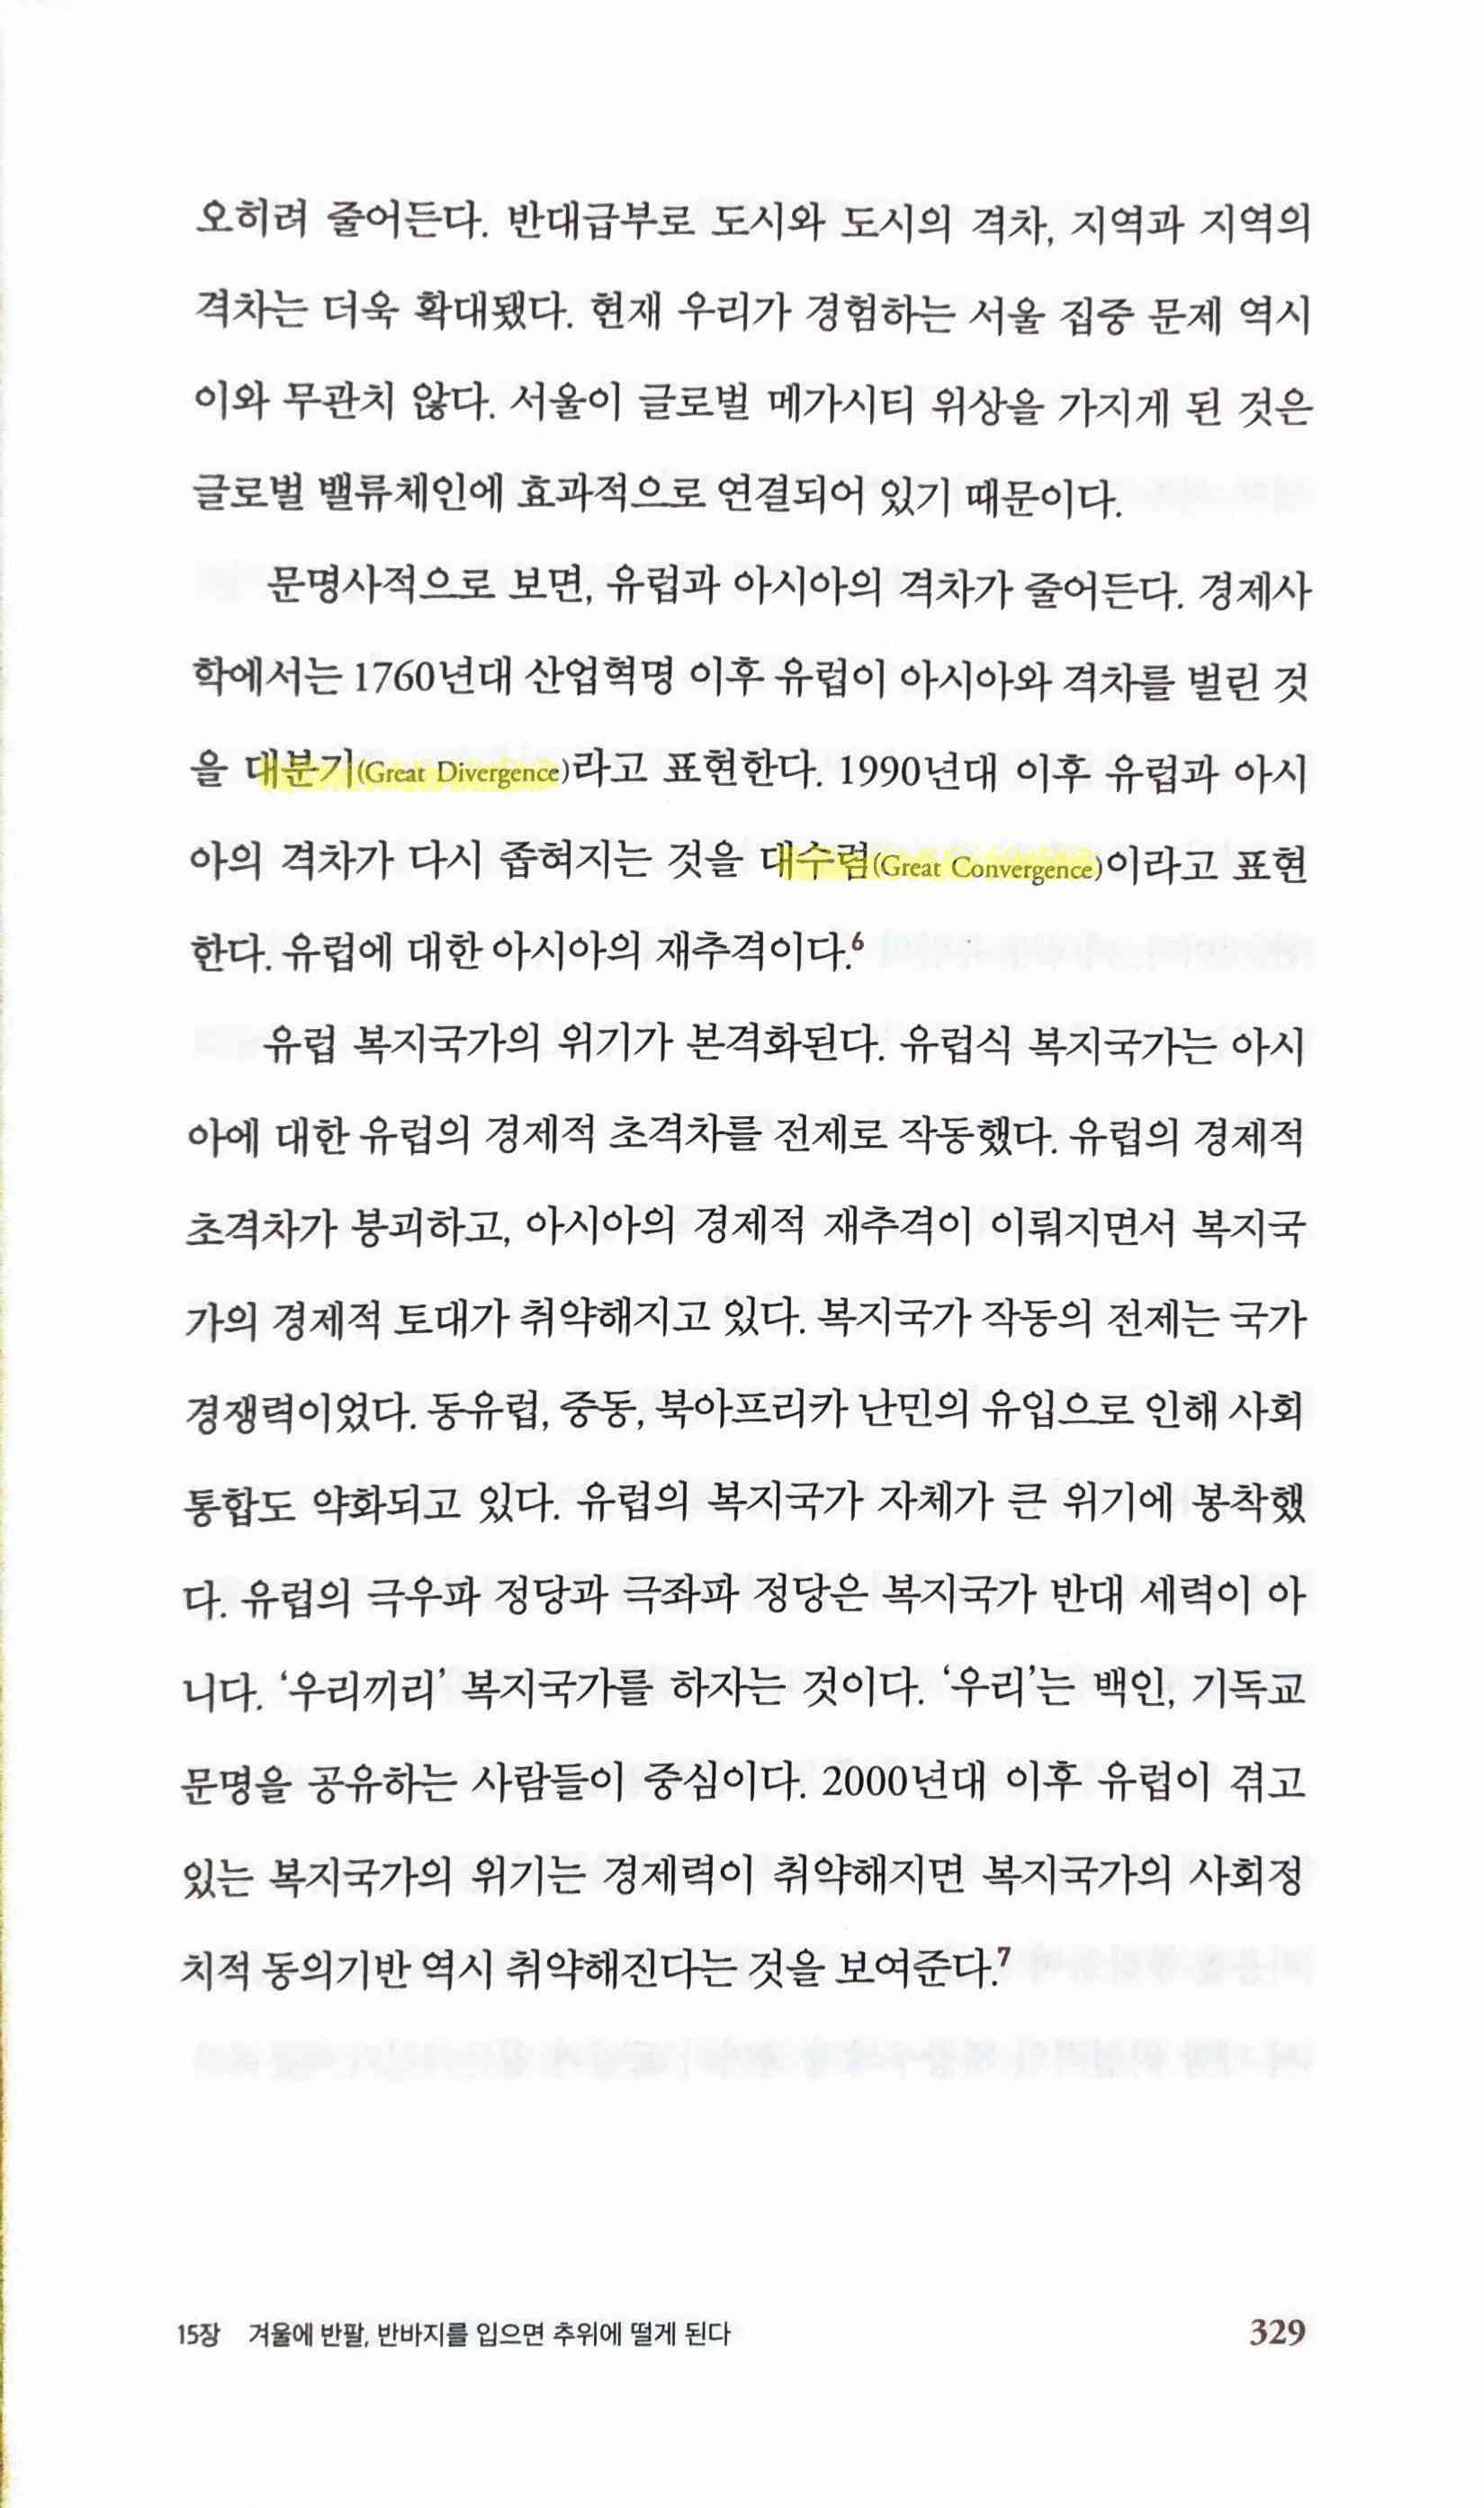 오히려 줄어든다. 반대급부로 도시와 도시의 격차, 지역과 지역의
격차는 더욱 확대됐다. 현재 우리가 경험하는 서울 집중 문제 역시
이와 무관치 않다. 서울이 글로벌 메가시티 위상을 가지게 된 것은
글로벌 밸류체인에 효과적으로 연결되어 있기 때문이다.
문명사적으로 보면, 유럽과 아시아의 격차가 줄어든다. 경제사
학에서는 1760년대 산업혁명 이후 유럽이 아시아와 격차를 벌린 것
을 대분기(Great Divergence)라고 표현한다. 1990년대 이후 유럽과 아시
아의 격차가 다시 좁혀지는 것을 대수렴(Great Convergence)이라고 표현
한다. 유럽에 대한 아시아의 재추격이다.6
유럽 복지국가의 위기가 본격화된다. 유럽식 복지국가는 아시
아에 대한 유럽의 경제적 초격차를 전제로 작동했다. 유럽의 경제적
초격차가 붕괴하고, 아시아의 경제적 재추격이 이뤄지면서 복지국
가의 경제적 토대가 취약해지고 있다. 복지국가 작동의 전제는 국가
경쟁력이었다. 동유럽, 중동, 북아프리카 난민의 유입으로 인해 사회
통합도 약화되고 있다. 유럽의 복지국가 자체가 큰 위기에 봉착했
다. 유럽의 극우파 정당과 극좌파 정당은 복지국가 반대 세력이 아
니다. ‘우리끼리’ 복지국가를 하자는 것이다. ‘우리’는 백인, 기독교
문명을 공유하는 사람들이 중심이다. 2000년대 이후 유럽이 겪고
있는 복지국가의 위기는 경제력이 취약해지면 복지국가의 사회정
치적 동의기반 역시 취약해진다는 것을 보여준다.7
15장 겨울에 반팔, 반바지를 입으면 추위에 떨게 된다 329